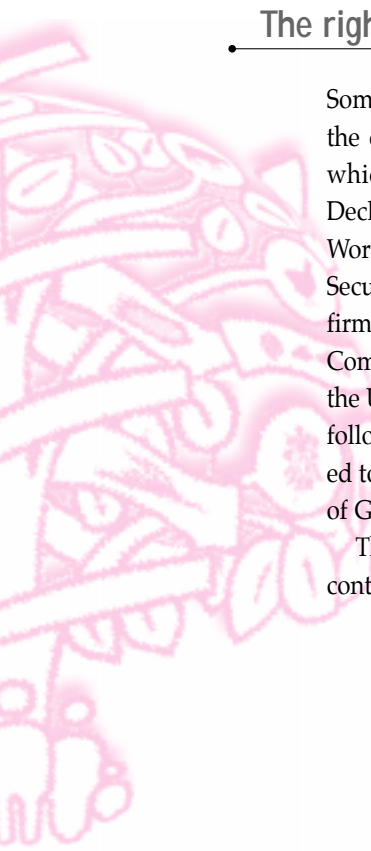 The righ
Som
the
whic
Decl
Wor
Secu
firm
Com
the U
follo
ed to
of G
Th
cont